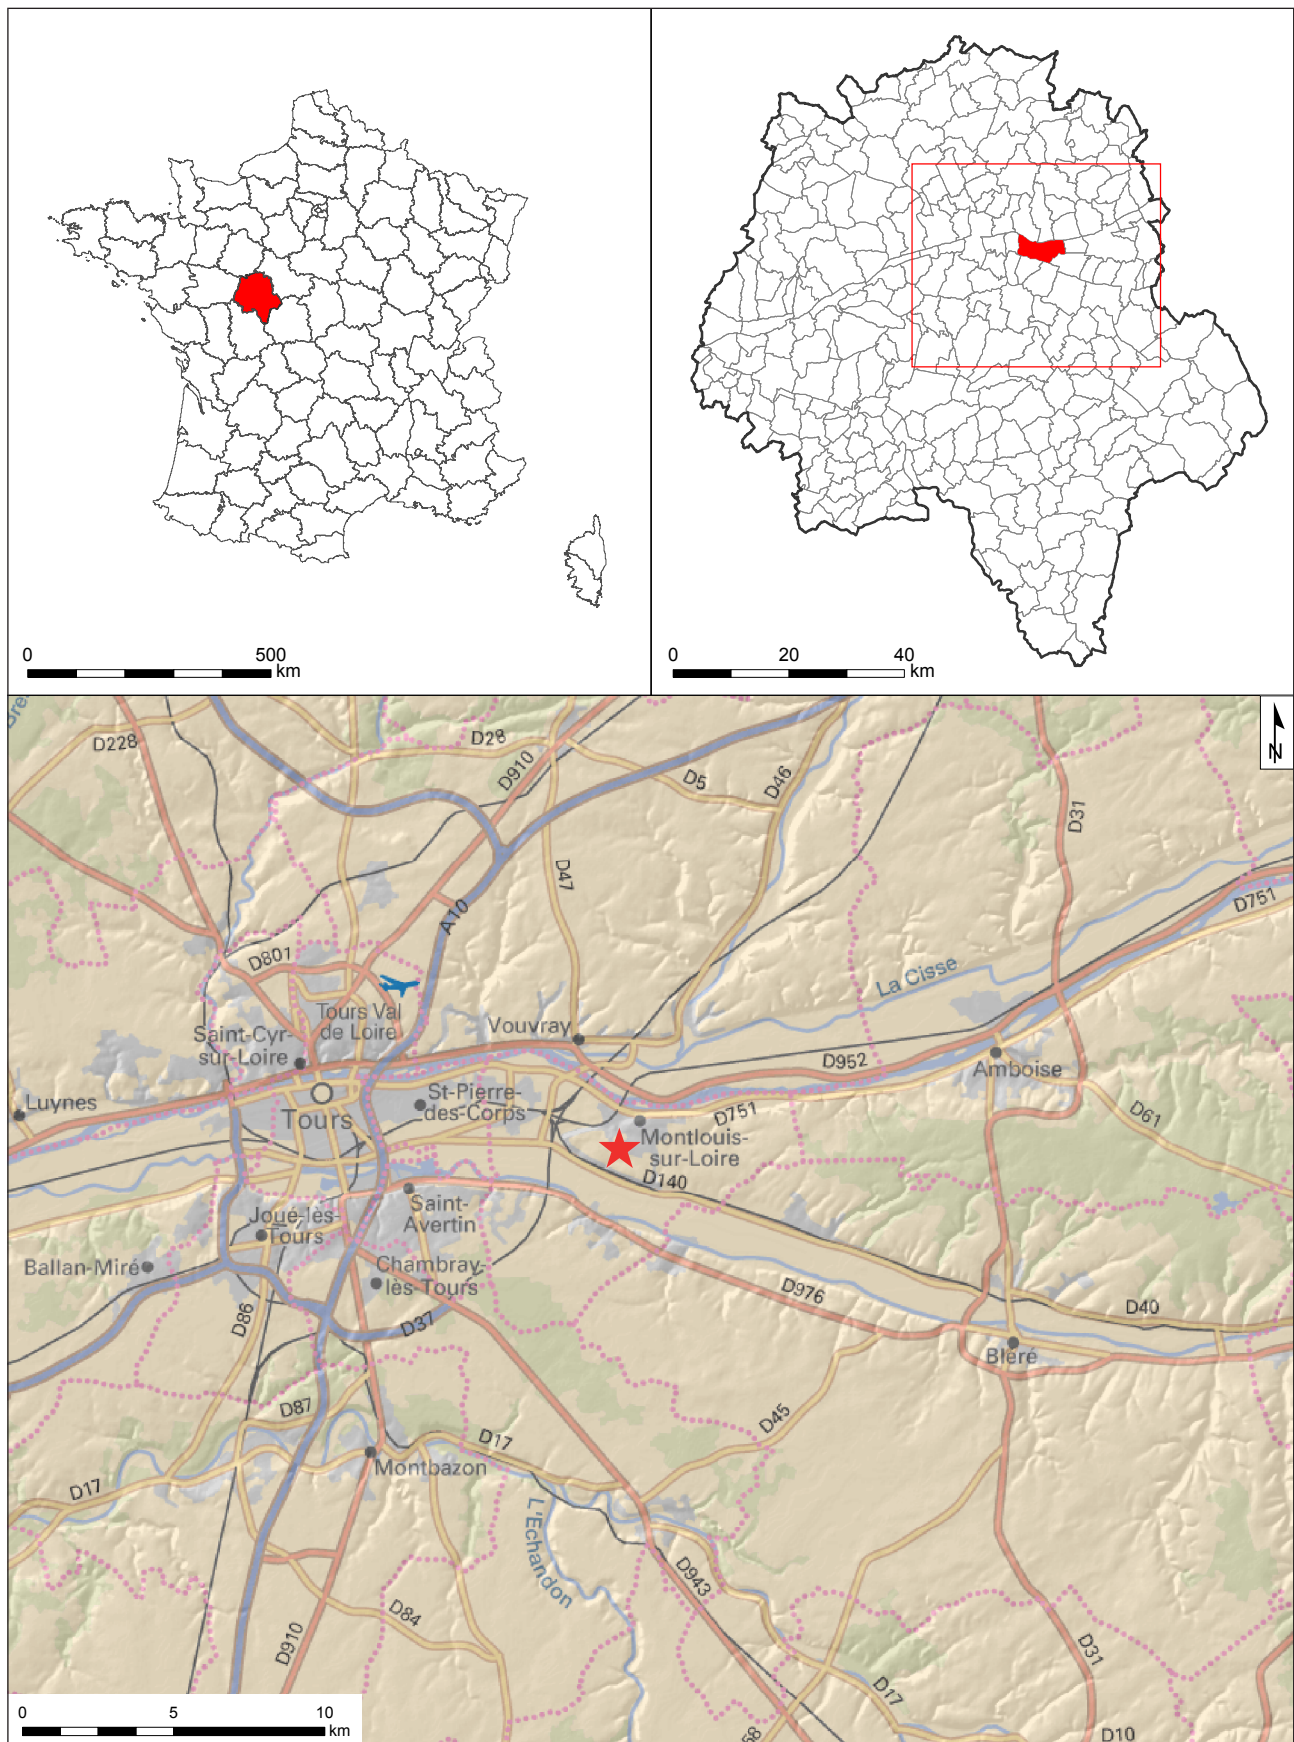 0
500
km
0
20
40
km
N
Bre
D228
D28
D910
D5
D46
D31
D47
D751
A10
D801
La Cisse
Tours Val
de Loire
Vouvray
Saint-Cyr-
sur-Loire
D952
Amboise
Luynes
St-Pierre-
des-Corps
Tours
D751
D61
Montlouis-
sur-Loire
D140
Saint-
Avertin
Joué-lès-
Tours
Ballan-Miré
Chambray-
lès-Tours
D976
D40
D86
D37
Bléré
D87
D45
D17
Montbazon
D17
L'Echandon
D943
D84
D910
D31
D17
D10
58
0
5
10
km